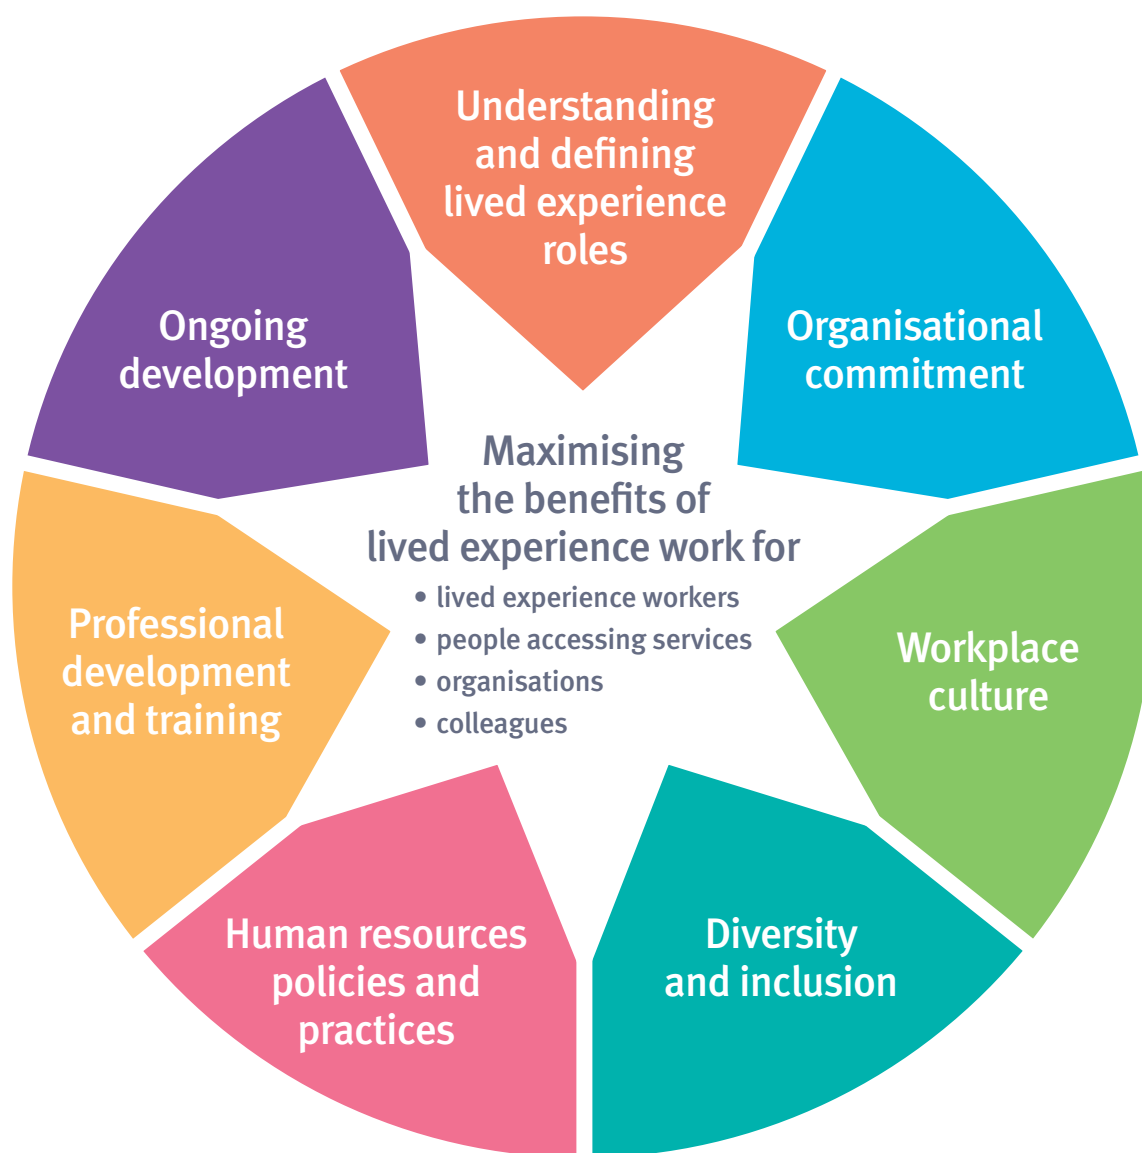 Understanding
and defining
lived experience
roles
Organisational
commitment
Workplace
culture
Diversity
and inclusion
Human resources
policies and
practices
Professional
development
and training
Ongoing
development
Maximising
the benefits of
lived experience work for
• lived experience workers
• people accessing services
• organisations
• colleagues